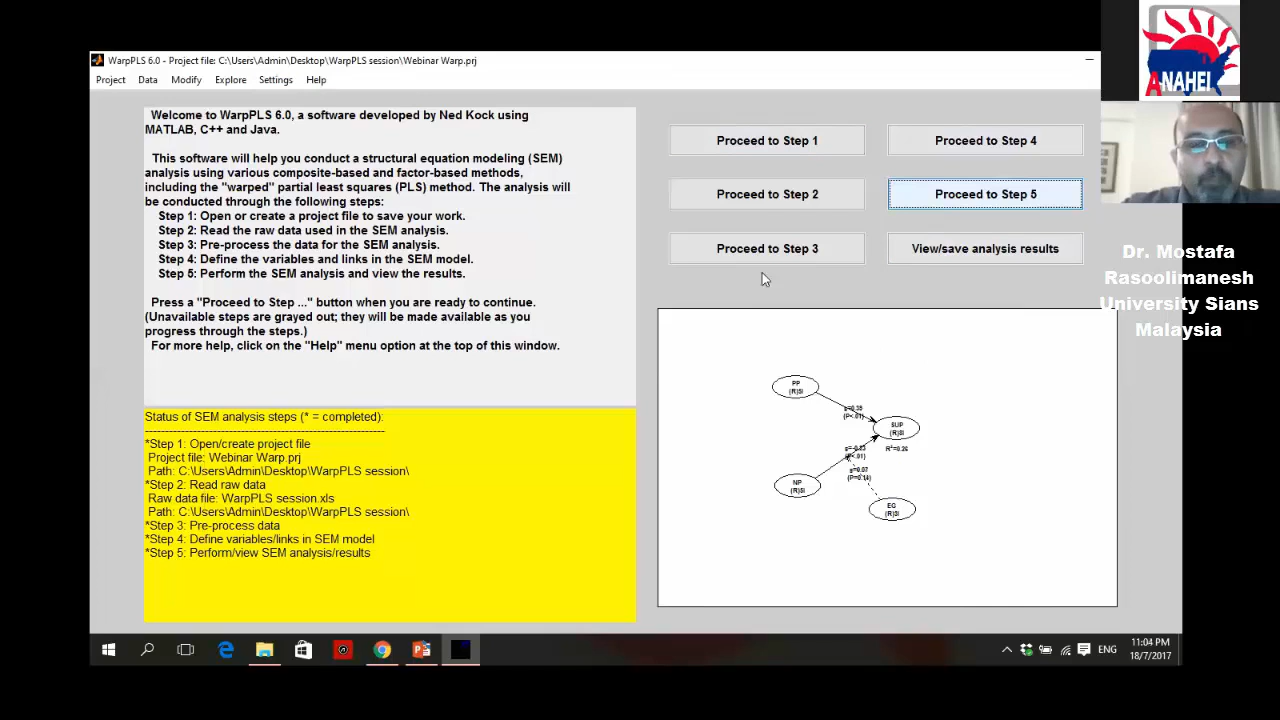 WarpPLS 6.0 - Project file: C:\Users\Admin\Desktop\WarpPLS session\Webinar Warp.prj
Project Data Modify Explore Settings Help
Welcome to WarpPLS 6.0, a software developed by Ned Kock using
MATLAB, C++ and Java.
This software will help you conduct a structural equation modeling (SEM)
analysis using various composite-based and factor-based methods,
including the "warped" partial least squares (PLS) method. The analysis will
be conducted through the following steps:
Step 1: Open or create a project file to save your work.
Step 2: Read the raw data used in the SEM analysis.
Step 3: Pre-process the data for the SEM analysis.
Step 4: Define the variables and links in the SEM model.
Step 5: Perform the SEM analysis and view the results.
Press a "Proceed to Step ..." button when you are ready to continue.
(Unavailable steps are grayed out; they will be made available as you
progress through the steps.)
For more help, click on the "Help" menu option at the top of this window.
Status of SEM analysis steps (* = completed):
--------------------------------------------------------
*Step 1: Open/create project file
Project file: Webinar Warp.prj
Path: C:\Users\Admin\Desktop\WarpPLS session\
*Step 2: Read raw data
Raw data file: WarpPLS session.xls
Path: C:\Users\Admin\Desktop\WarpPLS session\
*Step 3: Pre-process data
*Step 4: Define variables/links in SEM model
*Step 5: Perform/view SEM analysis/results
Proceed to Step 1
Proceed to Step 4
Proceed to Step 2
Proceed to Step 5
Proceed to Step 3
View/save analysis results
PP
(R)5i
(P<.01)
SUP
(R)5i
R²=0.26
(P<.01)
(P=0.14)
NP
(R)5i
EG
(R)5i
ANAHEI
Dr. Mostafa
Rasoolimanesh
University Sians
Malaysia
ENG
11:04 PM
18/7/2017